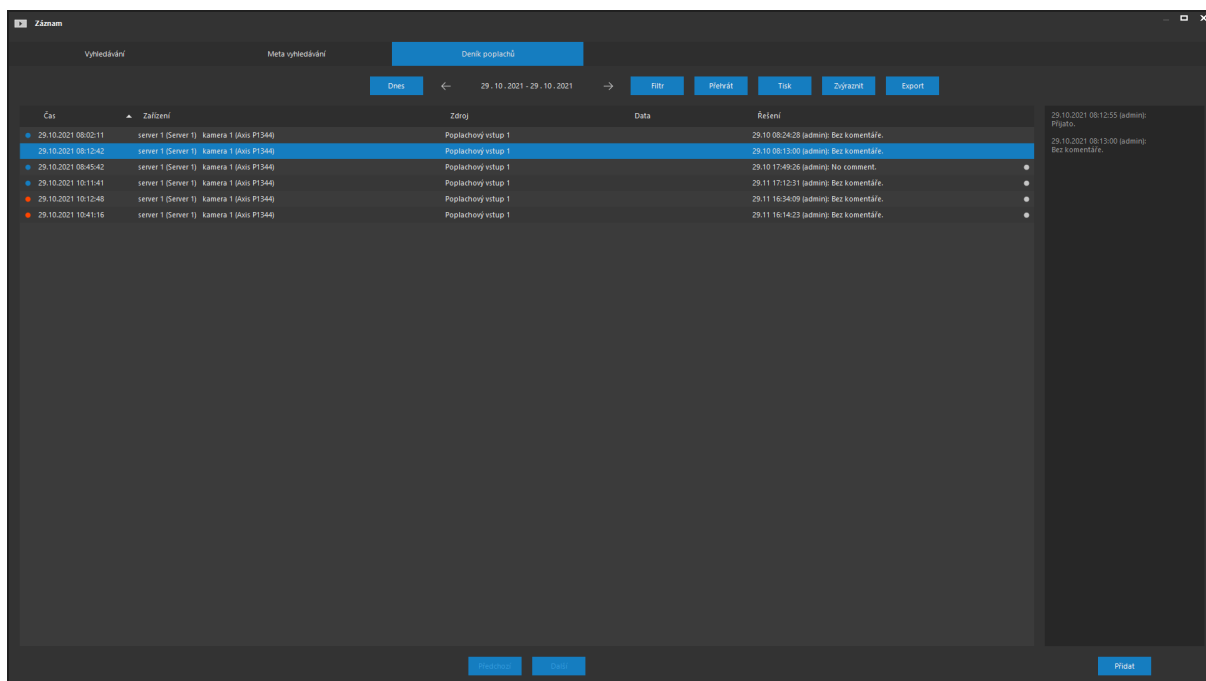 Záznam
Vyhledávání Meta vyhledávání Deník poplachů
Dnes 29 . 10 . 2021 - 29 . 10 . 2021 Filtr Přehrát Tisk Zvýraznit Export
Čas Zařízení Zdroj Data Řešení
29.10.2021 08:02:11 server 1 (Server 1) kamera 1 (Axis P1344) Poplachový vstup 1 29.10 08:24:28 (admin): Bez komentáře.
29.10.2021 08:12:42 server 1 (Server 1) kamera 1 (Axis P1344) Poplachový vstup 1 29.10 08:13:00 (admin): Bez komentáře.
29.10.2021 08:45:42 server 1 (Server 1) kamera 1 (Axis P1344) Poplachový vstup 1 29.10 17:49:26 (admin): No comment.
29.10.2021 10:11:41 server 1 (Server 1) kamera 1 (Axis P1344) Poplachový vstup 1 29.11 17:12:31 (admin): Bez komentáře.
29.10.2021 10:12:48 server 1 (Server 1) kamera 1 (Axis P1344) Poplachový vstup 1 29.11 16:34:09 (admin): Bez komentáře.
29.10.2021 10:41:16 server 1 (Server 1) kamera 1 (Axis P1344) Poplachový vstup 1 29.11 16:14:23 (admin): Bez komentáře.
29.10.2021 08:12:55 (admin):
Přijato.
29.10.2021 08:13:00 (admin):
Bez komentáře.
Předchozí Další Přidat